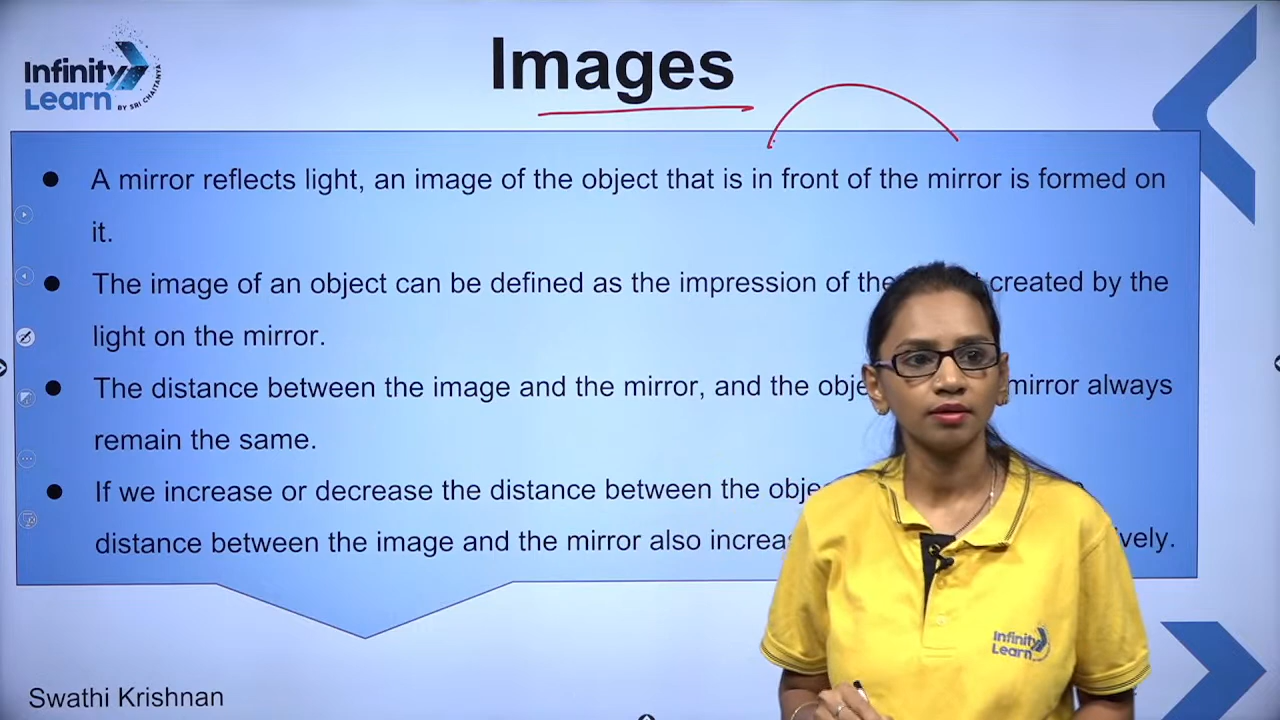 Infinity
Learn
BY SRI CHAITANYA
Images
● A mirror reflects light, an image of the object that is in front of the mirror is formed on
it.
● The image of an object can be defined as the impression of the created by the
light on the mirror.
● The distance between the image and the mirror, and the mirror always
remain the same.
● If we increase or decrease the distance between the
distance between the image and the mirror also
Infinity
Learn
Swathi Krishnan